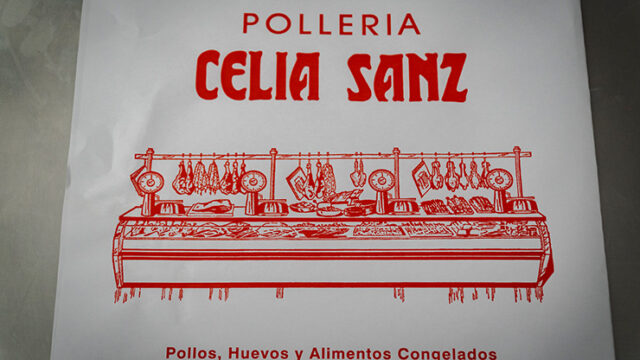 POLLERIA
CELIA SANZ
Pollos, Huevos y Alimentos Congelados